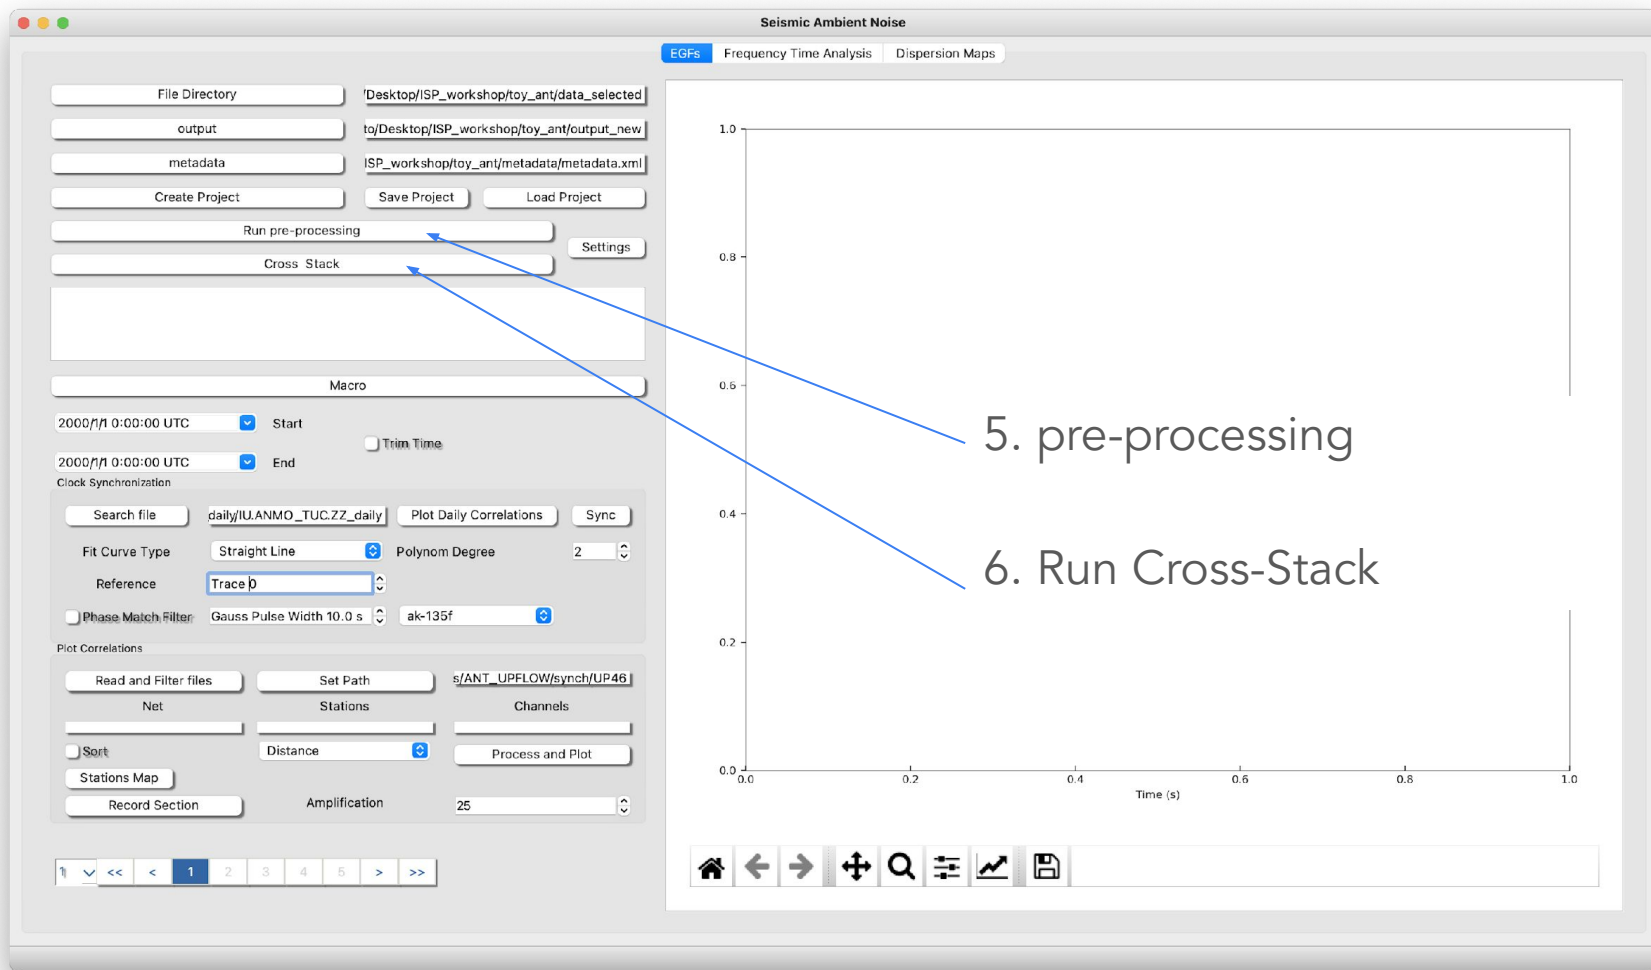 Seismic Ambient Noise
EGFs Frequency Time Analysis Dispersion Maps
File Directory /Desktop/ISP_workshop/toy_ant/data_selected
output to/Desktop/ISP_workshop/toy_ant/output_new
metadata ISP_workshop/toy_ant/metadata/metadata.xml
Create Project Save Project Load Project
Run pre-processing
Settings
Cross Stack
Macro
2000/1/1 0:00:00 UTC Start
Trim Time
2000/1/1 0:00:00 UTC End
Clock Synchronization
Search file daily/IU.ANMO_TUC.ZZ_daily Plot Daily Correlations Sync
Fit Curve Type Straight Line Polynom Degree 2
Reference Trace 0
Phase Match Filter Gauss Pulse Width 10.0 s ak-135f
Plot Correlations
Read and Filter files Set Path s/ANT_UPFLOW/synch/UP46
Net Stations Channels
Sort Distance Process and Plot
Stations Map
Record Section Amplification 25
1 << < 1 2 3 4 5 > >>
1.0
0.8
0.6
0.4
0.2
0.0
0.0 0.2 0.4 0.6 0.8 1.0
Time (s)
5. pre-processing
6. Run Cross-Stack